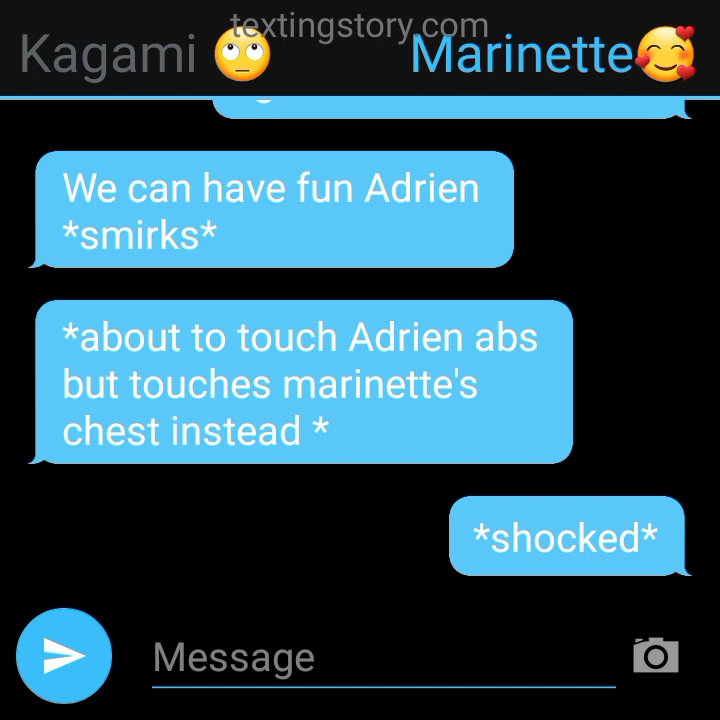 textingstory.com
Kagami 🙄 Marinette🥰
We can have fun Adrien
*smirks*
*about to touch Adrien abs
but touches marinette's
chest instead *
*shocked*
Message